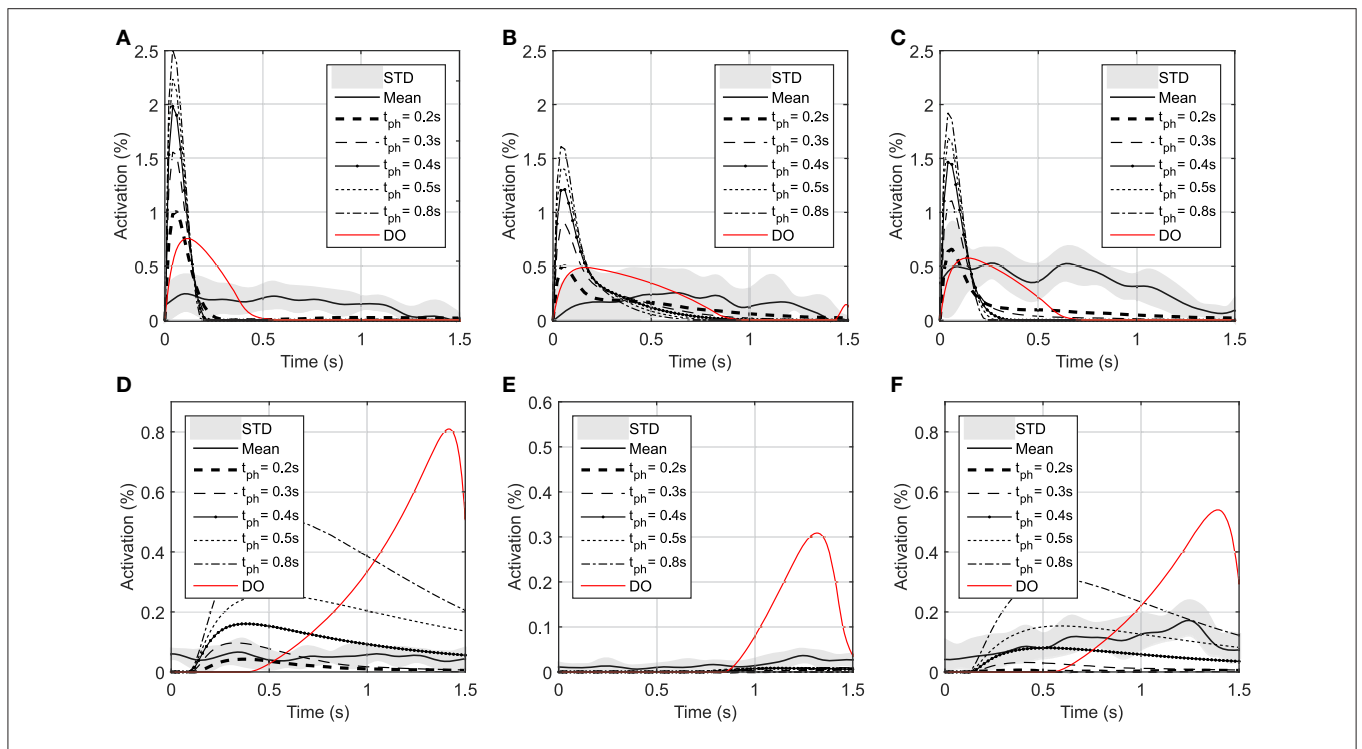 A
B
C
2.5
2
1.5
1
0.5
0
Activation (%)
0
0.5
1
1.5
Time (s)
STD
Mean
t_ph = 0.2s
t_ph = 0.3s
t_ph = 0.4s
t_ph = 0.5s
t_ph = 0.8s
DO
2.5
2
1.5
1
0.5
0
Activation (%)
0
0.5
1
1.5
Time (s)
STD
Mean
t_ph = 0.2s
t_ph = 0.3s
t_ph = 0.4s
t_ph = 0.5s
t_ph = 0.8s
DO
2.5
2
1.5
1
0.5
0
Activation (%)
0
0.5
1
1.5
Time (s)
STD
Mean
t_ph = 0.2s
t_ph = 0.3s
t_ph = 0.4s
t_ph = 0.5s
t_ph = 0.8s
DO
D
E
F
0.8
0.6
0.4
0.2
0
Activation (%)
0
0.5
1
1.5
Time (s)
STD
Mean
t_ph = 0.2s
t_ph = 0.3s
t_ph = 0.4s
t_ph = 0.5s
t_ph = 0.8s
DO
0.6
0.5
0.4
0.3
0.2
0.1
0
Activation (%)
0
0.5
1
1.5
Time (s)
STD
Mean
t_ph = 0.2s
t_ph = 0.3s
t_ph = 0.4s
t_ph = 0.5s
t_ph = 0.8s
DO
0.8
0.6
0.4
0.2
0
Activation (%)
0
0.5
1
1.5
Time (s)
STD
Mean
t_ph = 0.2s
t_ph = 0.3s
t_ph = 0.4s
t_ph = 0.5s
t_ph = 0.8s
DO